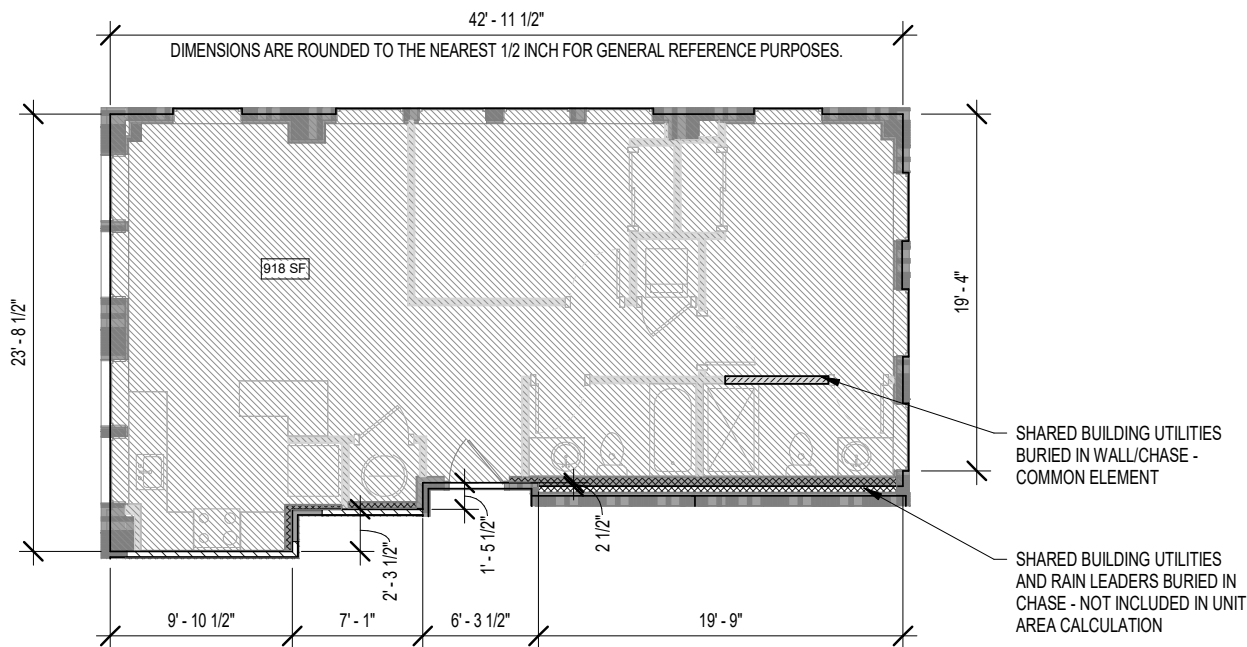 42' - 11 1/2"
DIMENSIONS ARE ROUNDED TO THE NEAREST 1/2 INCH FOR GENERAL REFERENCE PURPOSES.
918 SF
23' - 8 1/2"
19' - 4"
SHARED BUILDING UTILITIES
BURIED IN WALL/CHASE -
COMMON ELEMENT
2' - 3 1/2"
1' - 5 1/2"
2 1/2"
SHARED BUILDING UTILITIES
AND RAIN LEADERS BURIED IN
CHASE - NOT INCLUDED IN UNIT
AREA CALCULATION
9' - 10 1/2"
7' - 1"
6' - 3 1/2"
19' - 9"